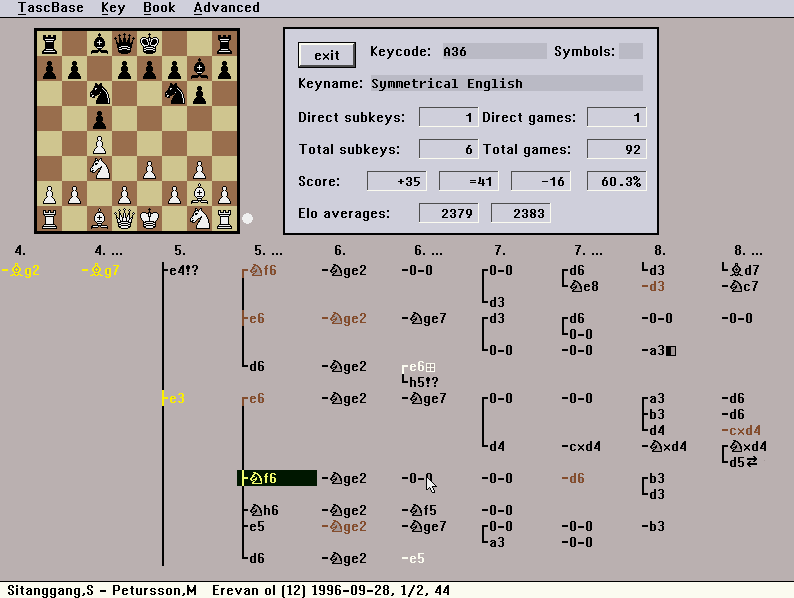 TascBase Key Book Advanced
exit Keycode: A36 Symbols:
Keyname: Symmetrical English
Direct subkeys: 1 Direct games: 1
Total subkeys: 6 Total games: 92
Score: +35 =41 -16 60.3%
Elo averages: 2379 2383
4. 4. ... 5. 5. ... 6. 6. ... 7. 7. ... 8. 8. ...
-♗g2 -♗g7 e4!? ♘f6 -♘ge2 -0-0 0-0 d6 d3 ♗d7
♘e8 -d3 -♘c7
d3
e6 -♘ge2 -♘ge7 d3 d6 -0-0 -0-0
0-0
0-0 -0-0 -a3◧
d6 -♘ge2 e6⊞
h5!?
e3 e6 -♘ge2 -♘ge7 0-0 -0-0 a3 -d6
b3 -d6
d4 -c×d4
d4 -c×d4 -♘×d4 ♘×d4
d5⇄
♘f6 -♘ge2 -0-0 -0-0 -d6 b3
d3
♘h6 -♘ge2 -♘f5 -0-0
e5 -♘ge2 -♘ge7 0-0 -0-0 -b3
a3 -0-0
d6 -♘ge2 -e5
Sitanggang,S - Petursson,M Erevan ol (12) 1996-09-28, 1/2, 44